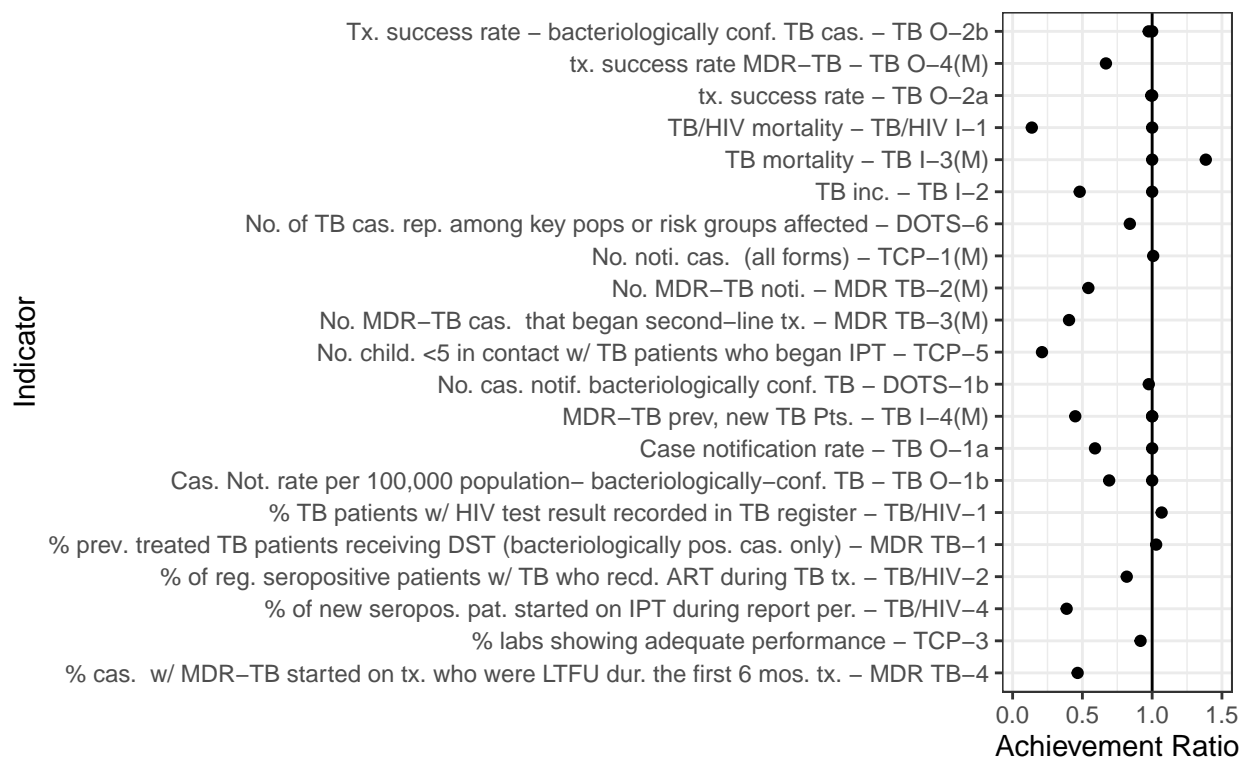 Tx. success rate − bacteriologically conf. TB cas. − TB O−2b
tx. success rate MDR−TB − TB O−4(M)
tx. success rate − TB O−2a
TB/HIV mortality − TB/HIV I−1
TB mortality − TB I−3(M)
TB inc. − TB I−2
No. of TB cas. rep. among key pops or risk groups affected − DOTS−6
No. noti. cas.  (all forms) − TCP−1(M)
No. MDR−TB noti. − MDR TB−2(M)
No. MDR−TB cas.  that began second−line tx. − MDR TB−3(M)
No. child. <5 in contact w/ TB patients who began IPT − TCP−5
No. cas. notif. bacteriologically conf. TB − DOTS−1b
MDR−TB prev, new TB Pts. − TB I−4(M)
Case notification rate − TB O−1a
Cas. Not. rate per 100,000 population− bacteriologically−conf. TB − TB O−1b
% TB patients w/ HIV test result recorded in TB register − TB/HIV−1
% prev. treated TB patients receiving DST (bacteriologically pos. cas. only) − MDR TB−1
% of reg. seropositive patients w/ TB who recd. ART during TB tx. − TB/HIV−2
% of new seropos. pat. started on IPT during report per. − TB/HIV−4
% labs showing adequate performance − TCP−3
% cas.  w/ MDR−TB started on tx. who were LTFU dur. the first 6 mos. tx. − MDR TB−4
Indicator
0.0 0.5 1.0 1.5
Achievement Ratio